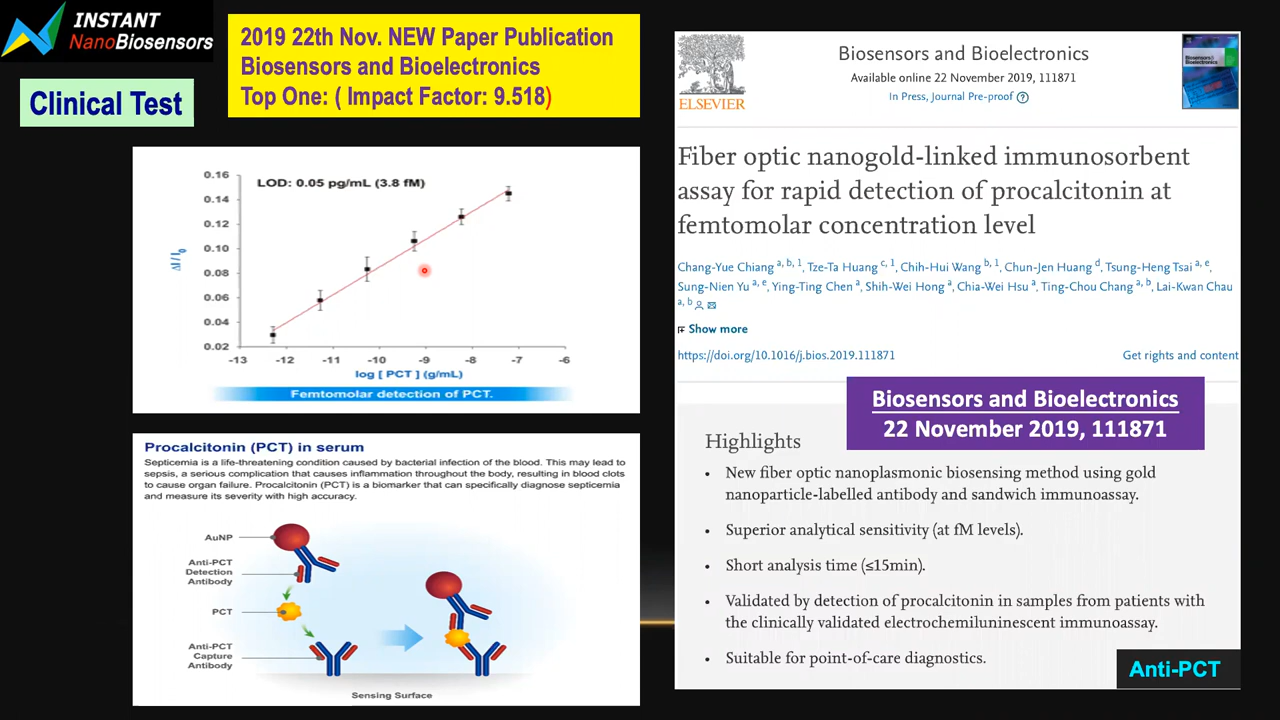 INSTANT
NanoBiosensors
Clinical Test
2019 22th Nov. NEW Paper Publication
Biosensors and Bioelectronics
Top One: ( Impact Factor: 9.518)
LOD: 0.05 pg/mL (3.8 fM)
0.16
0.14
0.12
0.10
0.08
0.06
0.04
0.02
ΔI / I0
-13 -12 -11 -10 -9 -8 -7 -6
log [ PCT ] (g/mL)
Femtomolar detection of PCT.
Procalcitonin (PCT) in serum
Septicemia is a life-threatening condition caused by bacterial infection of the blood. This may lead to
sepsis, a serious complication that causes inflammation throughout the body, resulting in blood clots
to cause organ failure. Procalcitonin (PCT) is a biomarker that can specifically diagnose septicemia
and measure its severity with high accuracy.
AuNP
Anti-PCT
Detection
Antibody
PCT
Anti-PCT
Capture
Antibody
Sensing Surface
ELSEVIER
Biosensors and Bioelectronics
Available online 22 November 2019, 111871
In Press, Journal Pre-proof ?
Fiber optic nanogold-linked immunosorbent
assay for rapid detection of procalcitonin at
femtomolar concentration level
Chang-Yue Chiang a, b, 1, Tze-Ta Huang c, 1, Chih-Hui Wang b, 1, Chun-Jen Huang d, Tsung-Heng Tsai a, e,
Sung-Nien Yu a, e, Ying-Ting Chen a, Shih-Wei Hong a, Chia-Wei Hsu a, Ting-Chou Chang a, b, Lai-Kwan Chau
a, b
Show more
https://doi.org/10.1016/j.bios.2019.111871
Get rights and content
Biosensors and Bioelectronics
22 November 2019, 111871
Highlights
• New fiber optic nanoplasmonic biosensing method using gold
nanoparticle-labelled antibody and sandwich immunoassay.
• Superior analytical sensitivity (at fM levels).
• Short analysis time (≤15min).
• Validated by detection of procalcitonin in samples from patients with
the clinically validated electrochemiluninescent immunoassay.
• Suitable for point-of-care diagnostics.
Anti-PCT